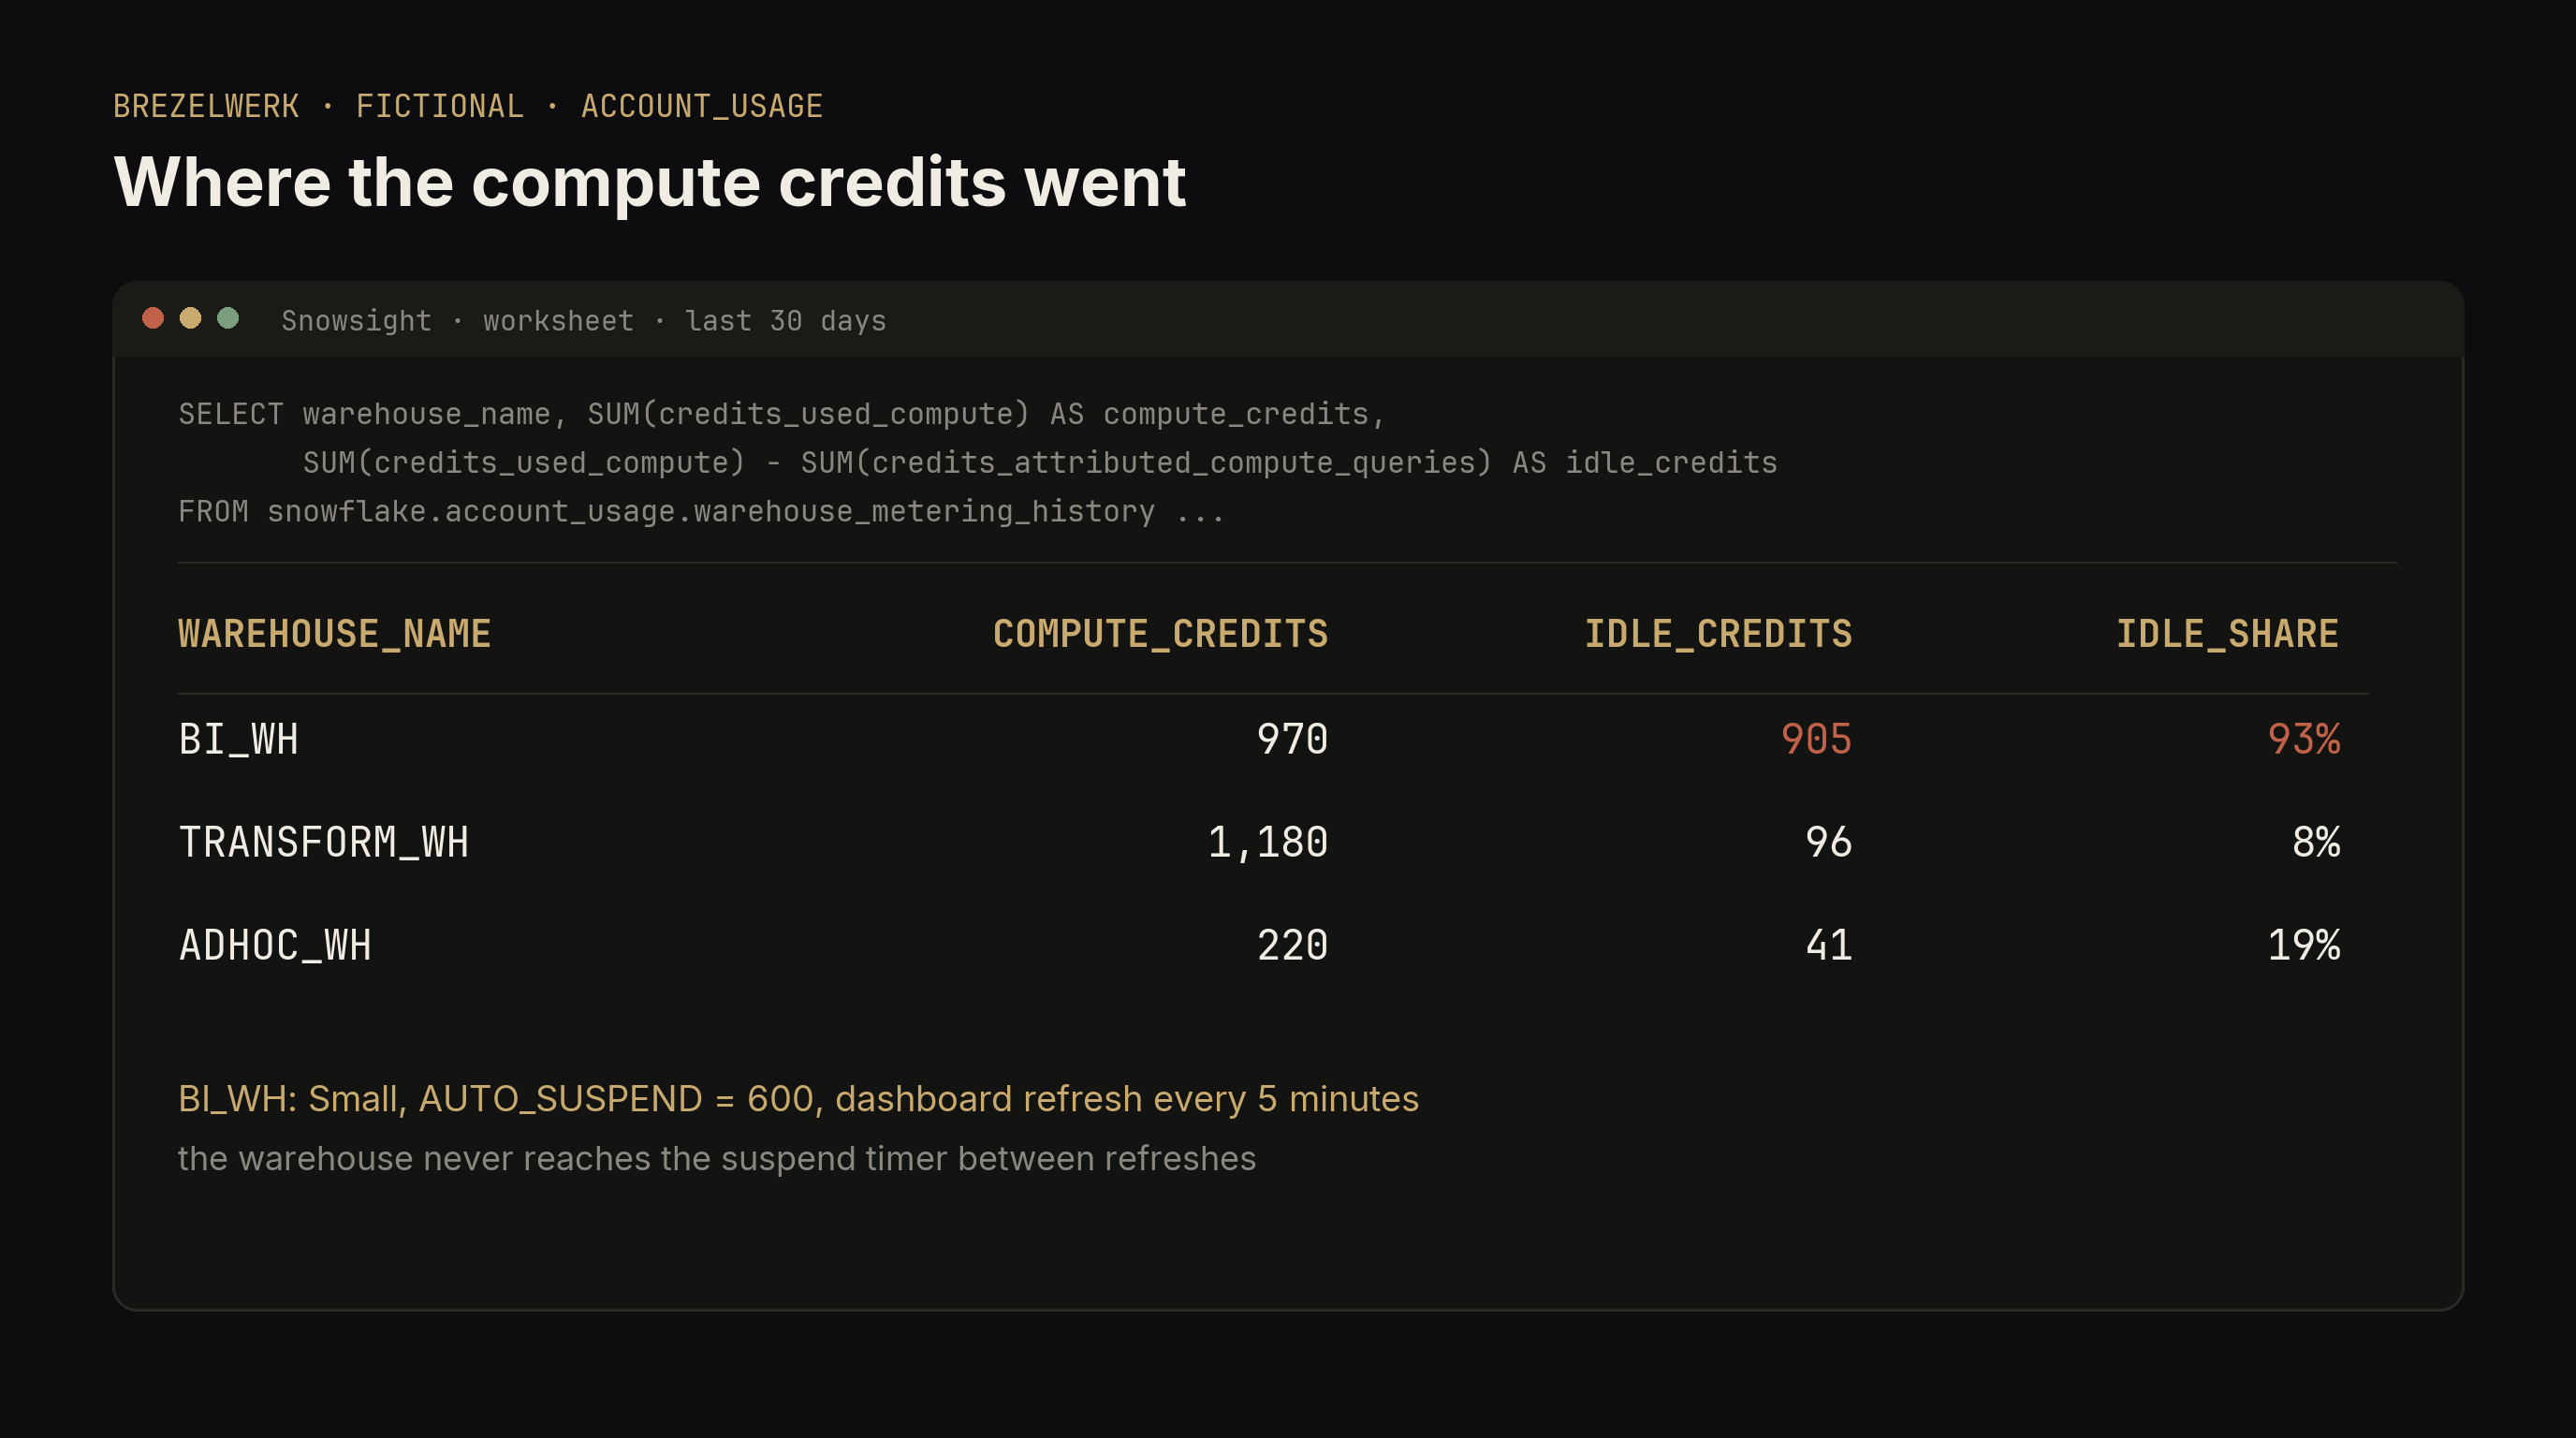 BREZELWERK · FICTIONAL · ACCOUNT_USAGE
Where the compute credits went
Snowsight · worksheet · last 30 days
SELECT warehouse_name, SUM(credits_used_compute) AS compute_credits,
SUM(credits_used_compute) - SUM(credits_attributed_compute_queries) AS idle_credits
FROM snowflake.account_usage.warehouse_metering_history ...
WAREHOUSE_NAME COMPUTE_CREDITS IDLE_CREDITS IDLE_SHARE
BI_WH 970 905 93%
TRANSFORM_WH 1,180 96 8%
ADHOC_WH 220 41 19%
BI_WH: Small, AUTO_SUSPEND = 600, dashboard refresh every 5 minutes
the warehouse never reaches the suspend timer between refreshes